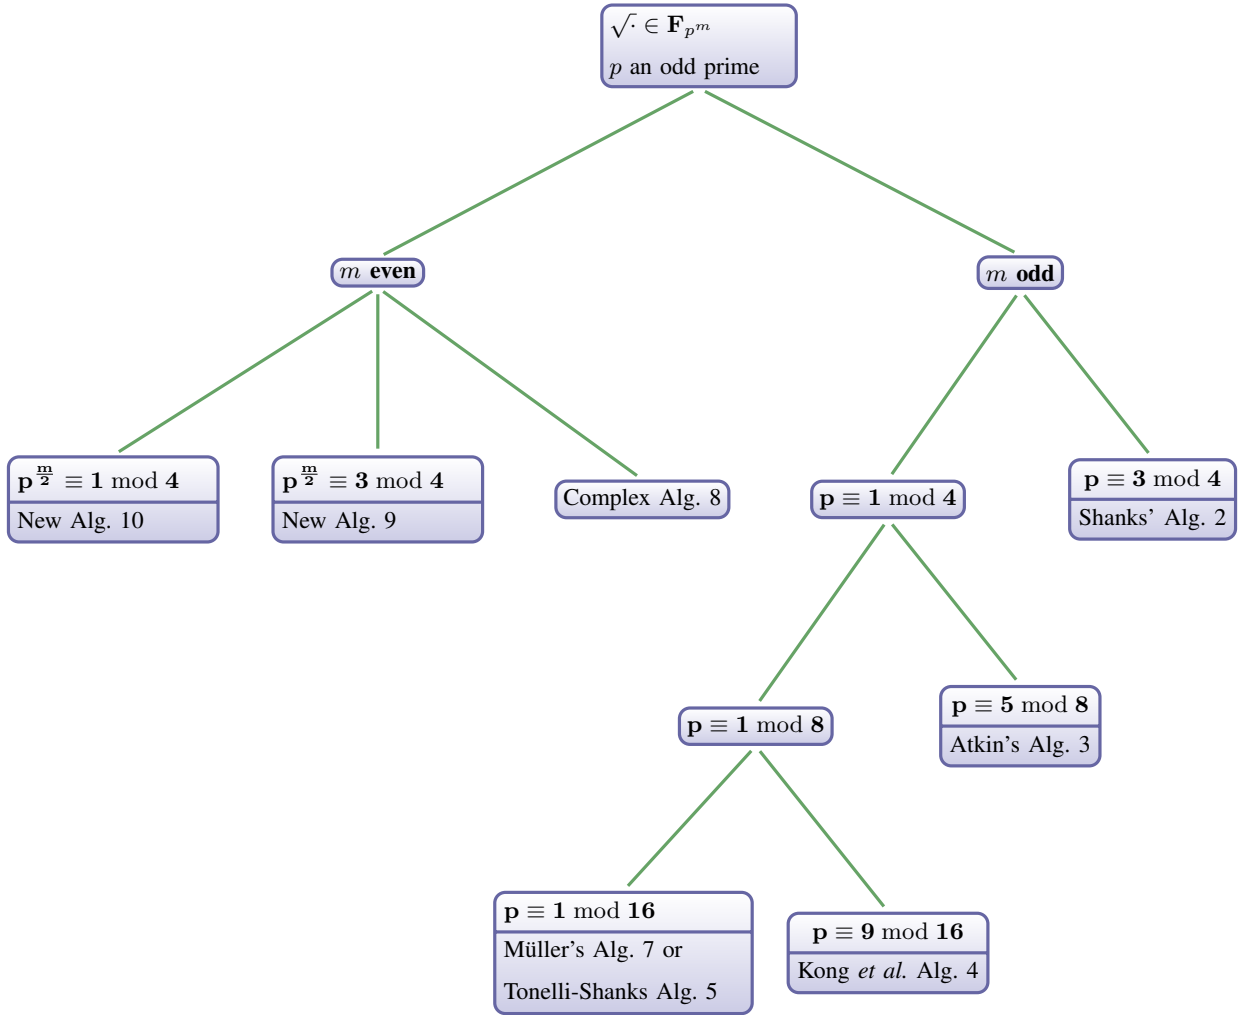 √· ∈ F_{p^m}
p an odd prime
m even
m odd
p^{m/2} ≡ 1 mod 4
New Alg. 10
p^{m/2} ≡ 3 mod 4
New Alg. 9
Complex Alg. 8
p ≡ 1 mod 4
p ≡ 3 mod 4
Shanks' Alg. 2
p ≡ 1 mod 8
p ≡ 5 mod 8
Atkin's Alg. 3
p ≡ 1 mod 16
Müller's Alg. 7 or
Tonelli-Shanks Alg. 5
p ≡ 9 mod 16
Kong et al. Alg. 4